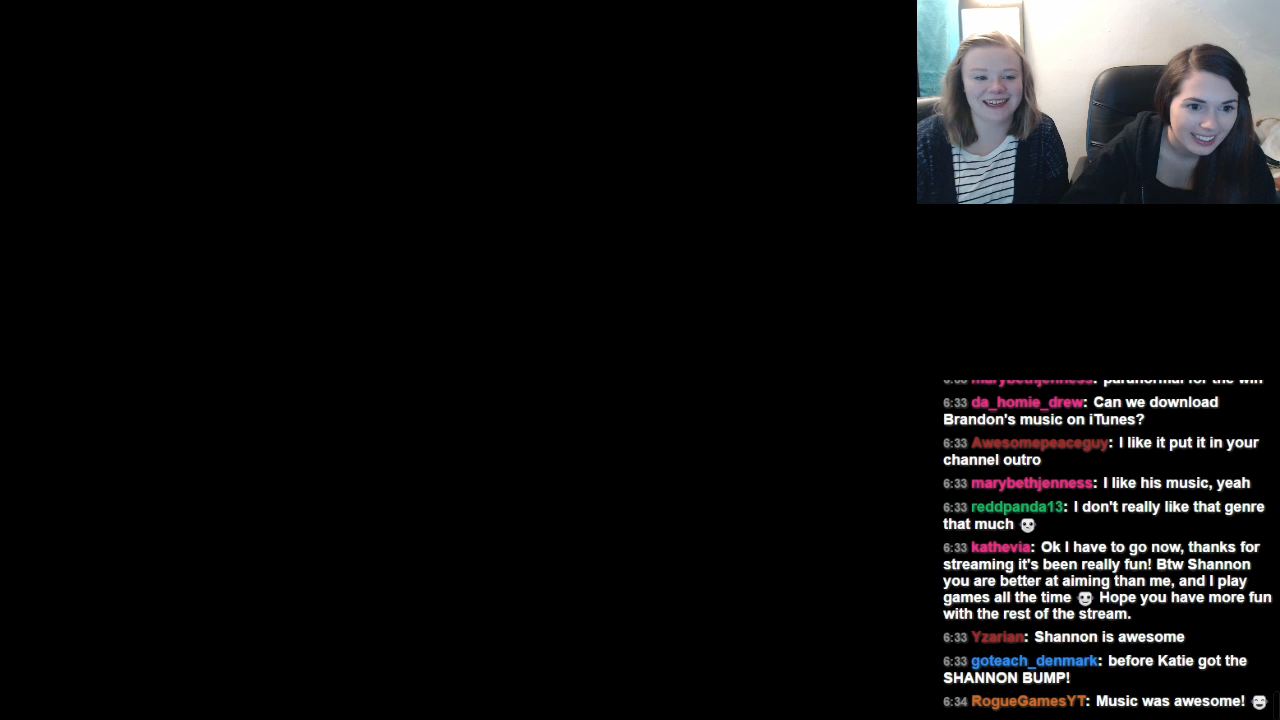 marybethjenness: paranormal for the win
6:33 da_homie_drew: Can we download
Brandon's music on iTunes?
6:33 Awesomepeaceguy: I like it put it in your
channel outro
6:33 marybethjenness: I like his music, yeah
6:33 reddpanda13: I don't really like that genre
that much
6:33 kathevia: Ok I have to go now, thanks for
streaming it's been really fun! Btw Shannon
you are better at aiming than me, and I play
games all the time Hope you have more fun
with the rest of the stream.
6:33 Yzarian: Shannon is awesome
6:33 goteach_denmark: before Katie got the
SHANNON BUMP!
6:34 RogueGamesYT: Music was awesome!